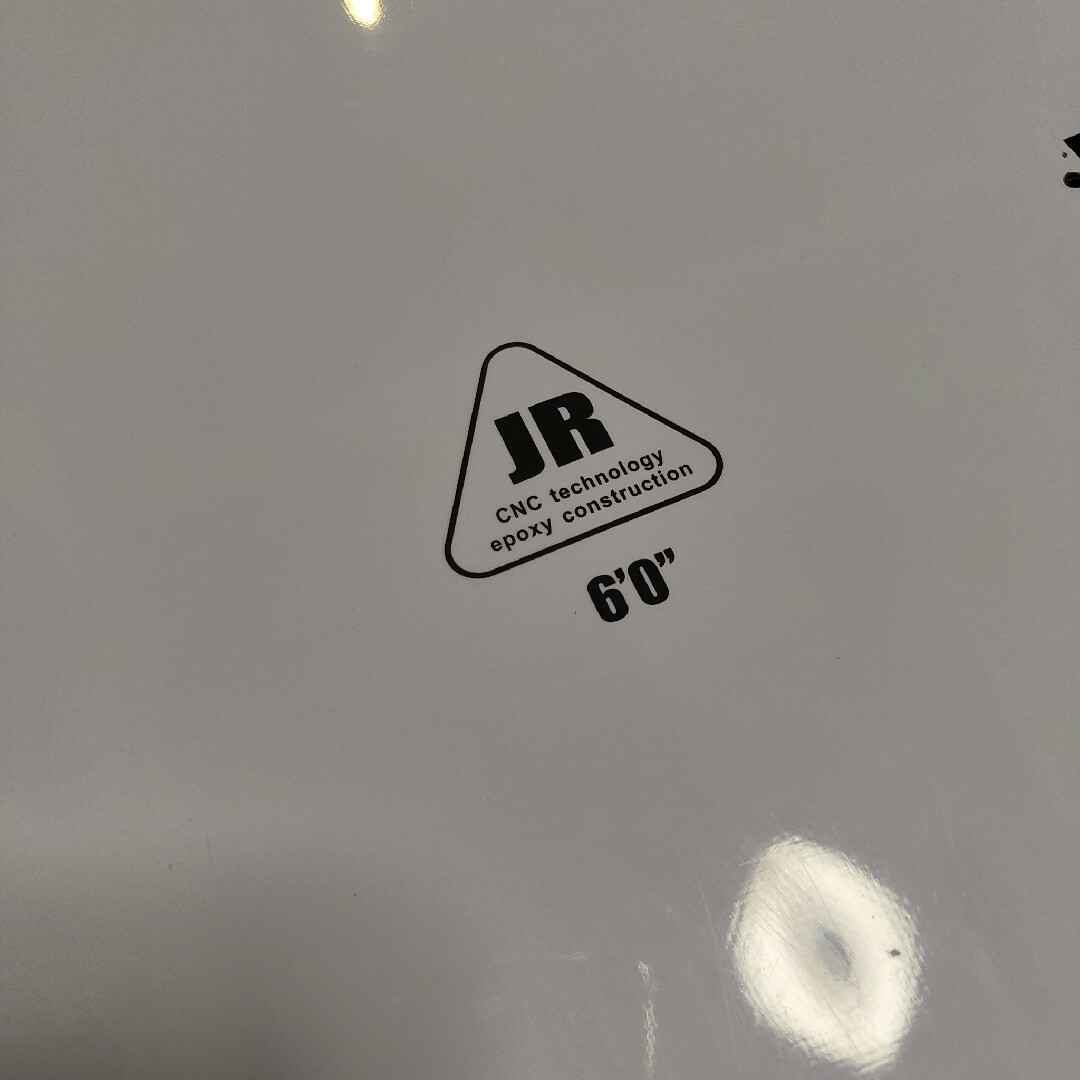 JR
CNC technology
epoxy construction
6'0”